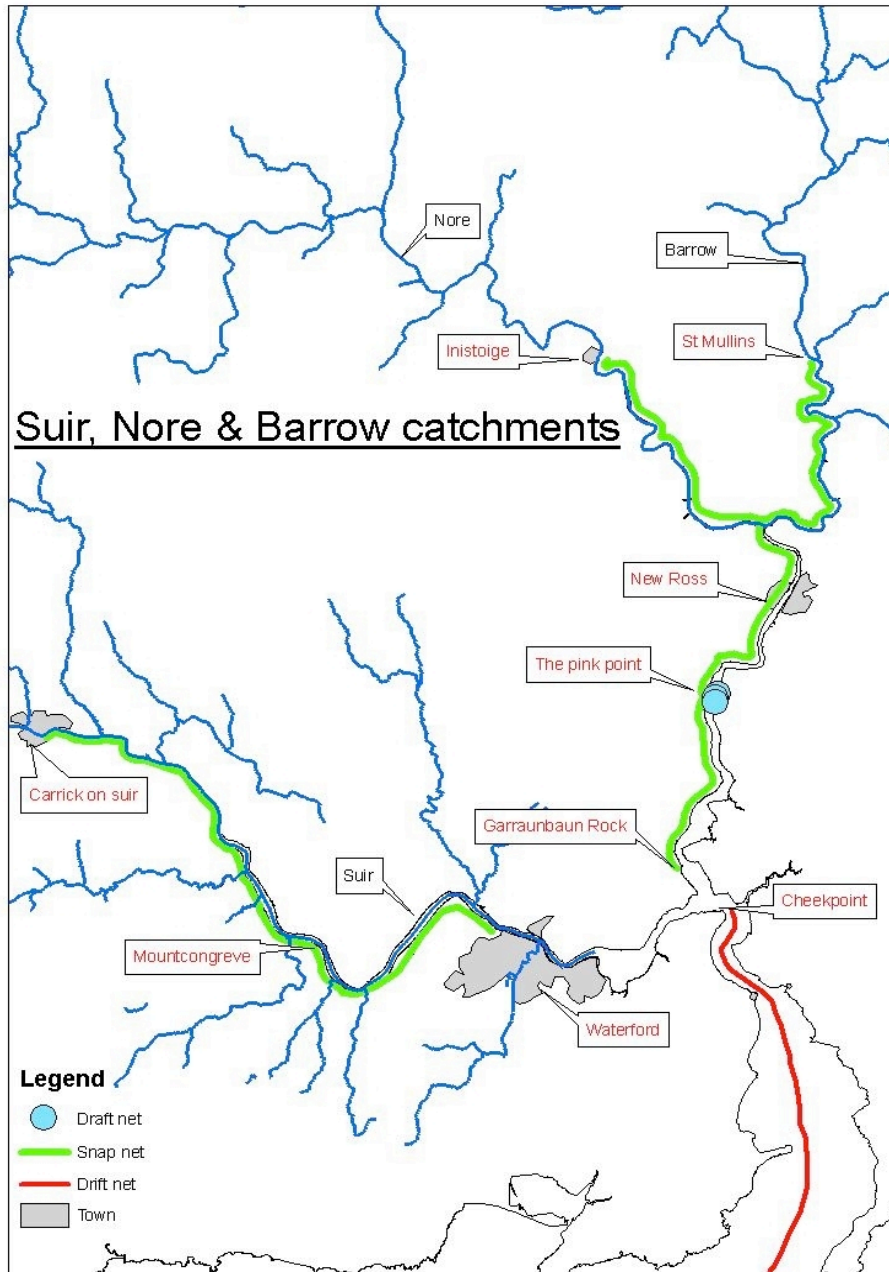 Nore
Barrow
Inistoige
St Mullins
Suir, Nore & Barrow catchments
New Ross
The pink point
Carrick on suir
Garraunbaun Rock
Suir
Cheekpoint
Mountcongreve
Waterford
Legend
Draft net
Snap net
Drift net
Town